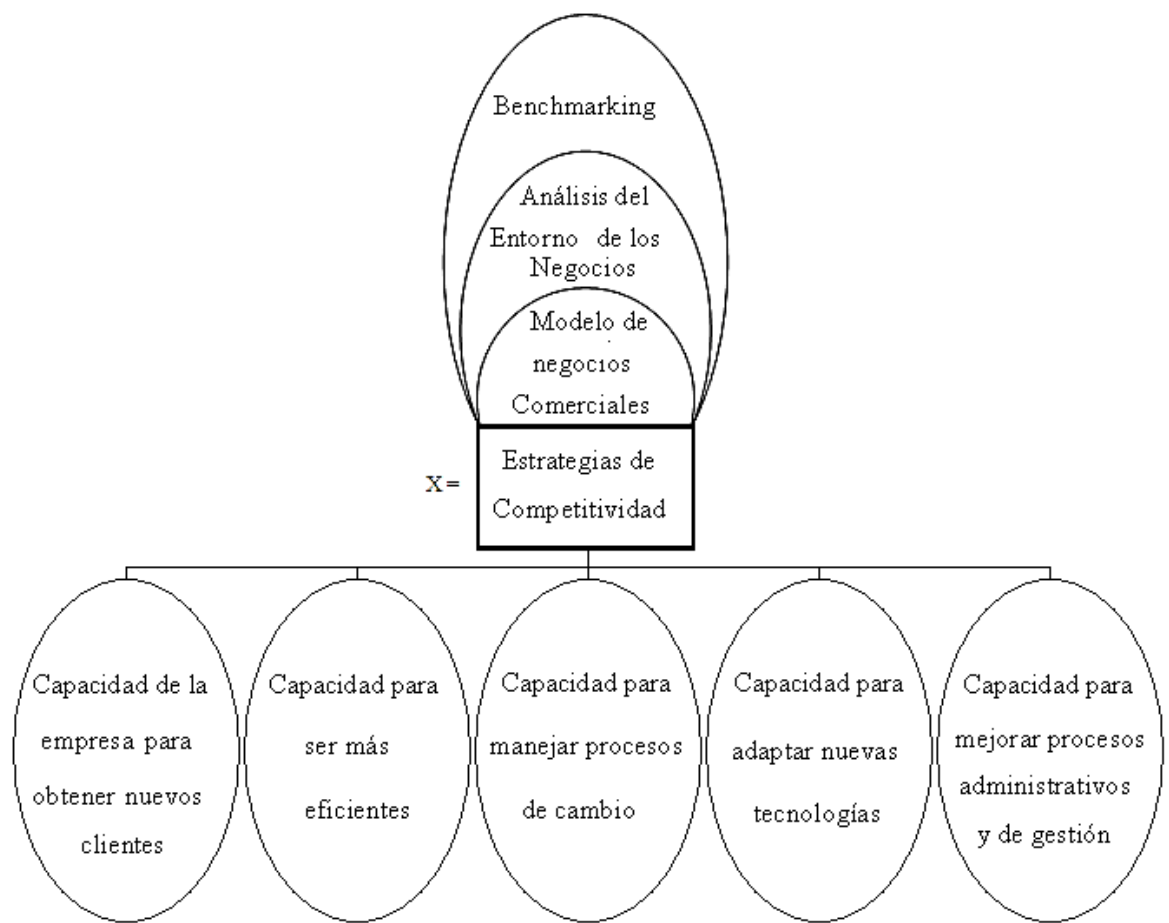 Benchmarking
Análisis del
Entorno de los
Negocios
Modelo de
negocios
Comerciales
X=
Estrategias de
Competitividad
Capacidad de la
empresa para
obtener nuevos
clientes
Capacidad para
ser más
eficientes
Capacidad para
manejar procesos
de cambio
Capacidad para
adaptar nuevas
tecnologías
Capacidad para
mejorar procesos
administrativos
y de gestión